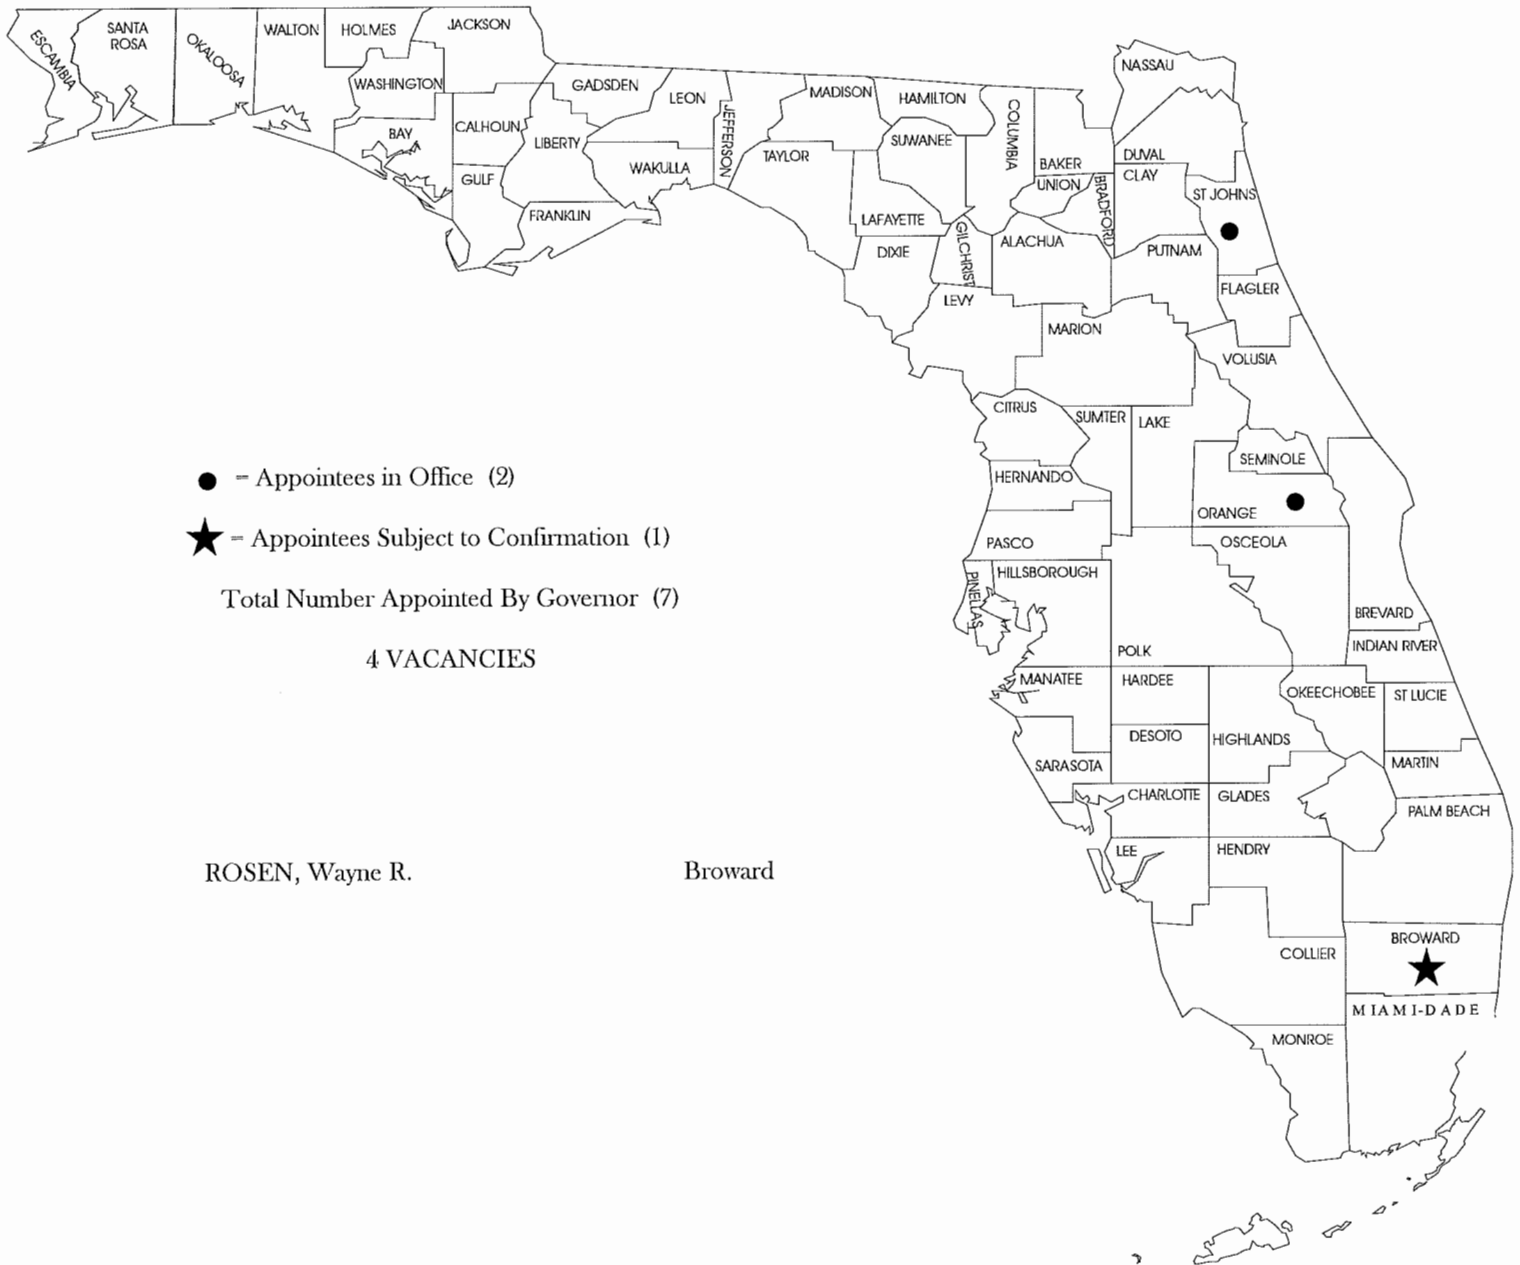 ESCAMBIA
SANTA
ROSA
OKALOOSA
WALTON
HOLMES
JACKSON
WASHINGTON
BAY
CALHOUN
GULF
GADSDEN
LIBERTY
FRANKLIN
LEON
WAKULLA
JEFFERSON
MADISON
TAYLOR
HAMILTON
SUWANEE
LAFAYETTE
DIXIE
COLUMBIA
GILCHRIST
LEVY
NASSAU
BAKER
UNION
BRADFORD
DUVAL
CLAY
ST JOHNS
ALACHUA
PUTNAM
FLAGLER
MARION
VOLUSIA
CITRUS
SUMTER
LAKE
SEMINOLE
HERNANDO
ORANGE
PASCO
OSCEOLA
PINELLAS
HILLSBOROUGH
POLK
BREVARD
INDIAN RIVER
MANATEE
HARDEE
OKEECHOBEE
ST LUCIE
DESOTO
HIGHLANDS
SARASOTA
MARTIN
CHARLOTTE
GLADES
PALM BEACH
LEE
HENDRY
BROWARD
COLLIER
MIAMI-DADE
MONROE
= Appointees in Office (2)
= Appointees Subject to Confirmation (1)
Total Number Appointed By Governor (7)
4 VACANCIES
ROSEN, Wayne R. Broward